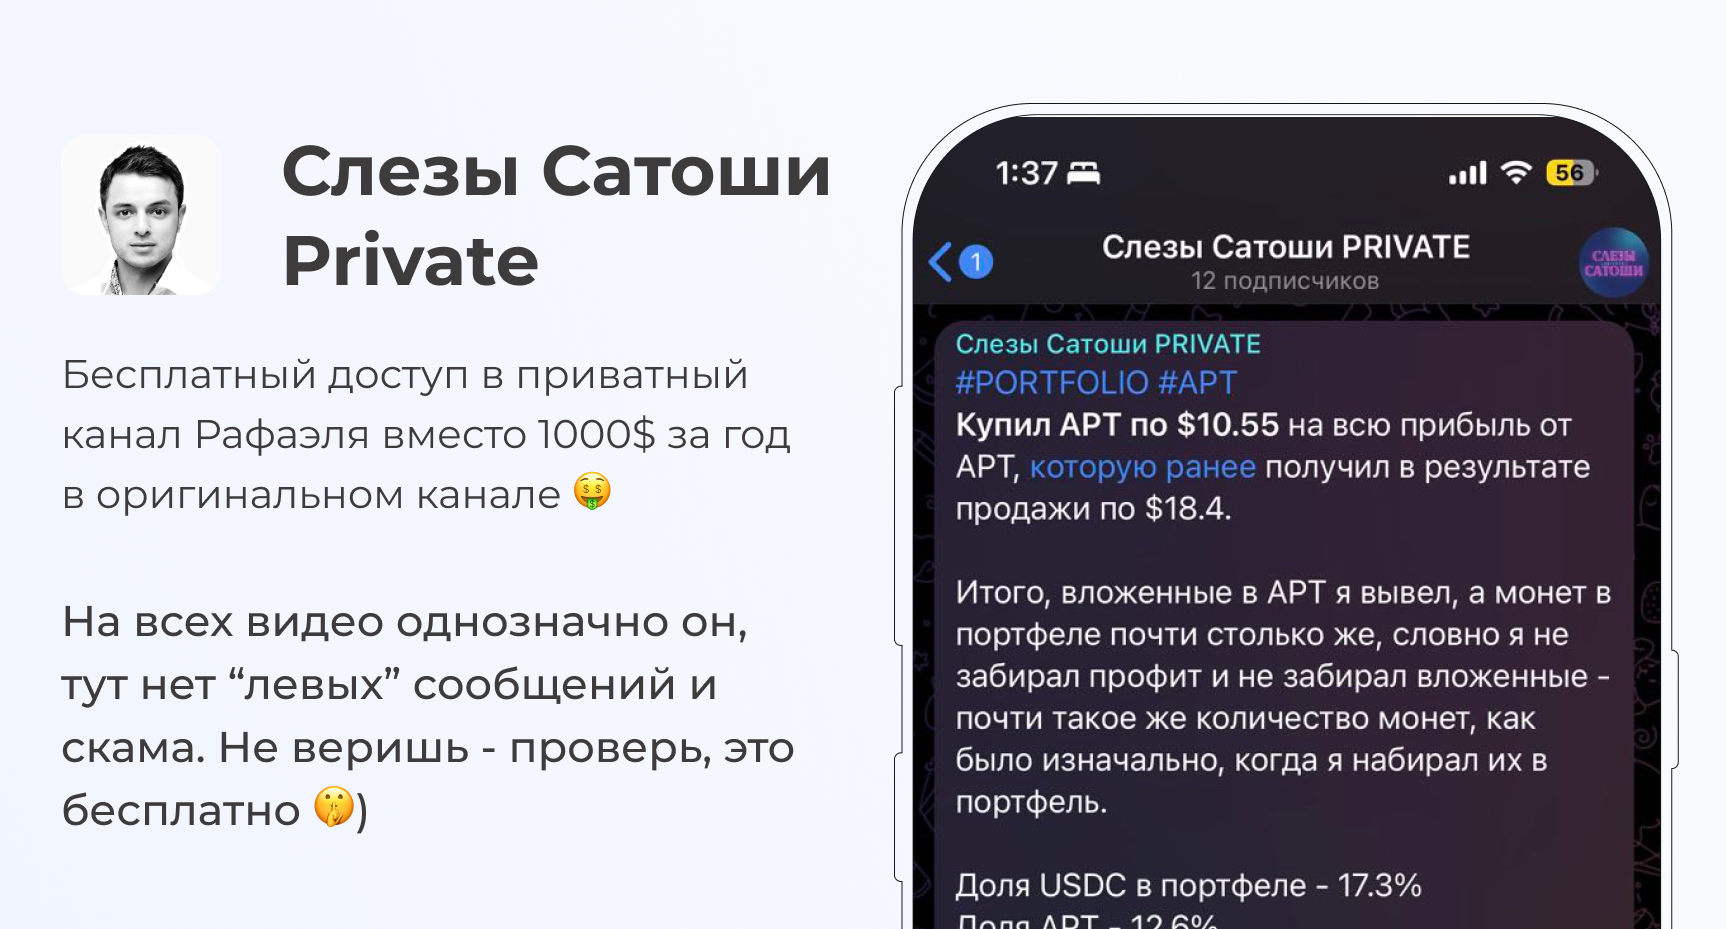 Слезы Сатоши
Private
Бесплатный доступ в приватный
канал Рафаэля вместо 1000$ за год
в оригинальном канале 🤑
На всех видео однозначно он,
тут нет “левых” сообщений и
скама. Не веришь - проверь, это
бесплатно 🤫)
1:37
56
1
Слезы Сатоши PRIVATE
12 подписчиков
СЛЕЗЫ
САТОШИ
Слезы Сатоши PRIVATE
#PORTFOLIO #APT
Купил APT по $10.55 на всю прибыль от
APT, которую ранее получил в результате
продажи по $18.4.
Итого, вложенные в APT я вывел, а монет в
портфеле почти столько же, словно я не
забирал профит и не забирал вложенные -
почти такое же количество монет, как
было изначально, когда я набирал их в
портфель.
Доля USDC в портфеле - 17.3%
Доля APT - 12.6%